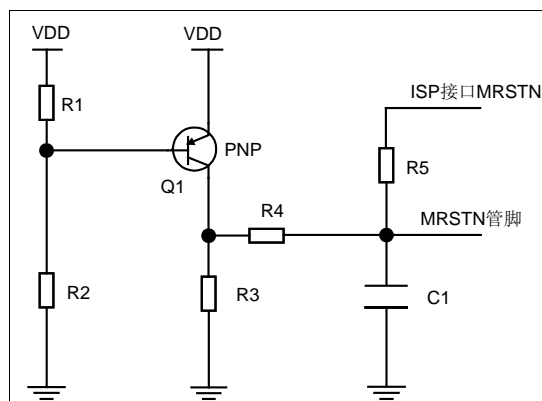 VDD
VDD
R1
ISP接口MRSTN
PNP
Q1
R5
R4
MRSTN管脚
R2
R3
C1